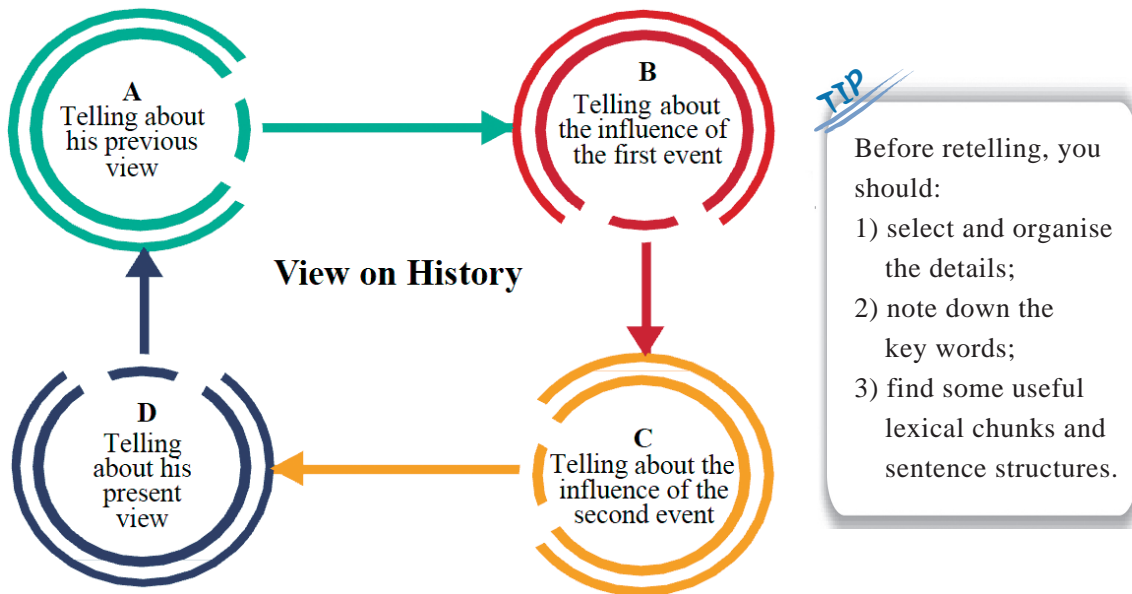 A
Telling about
his previous
view
B
Telling about
the influence of
the first event
View on History
D
Telling
about his
present
view
C
Telling about the
influence of the
second event
TIP
Before retelling, you
should:
1) select and organise
the details;
2) note down the
key words;
3) find some useful
lexical chunks and
sentence structures.